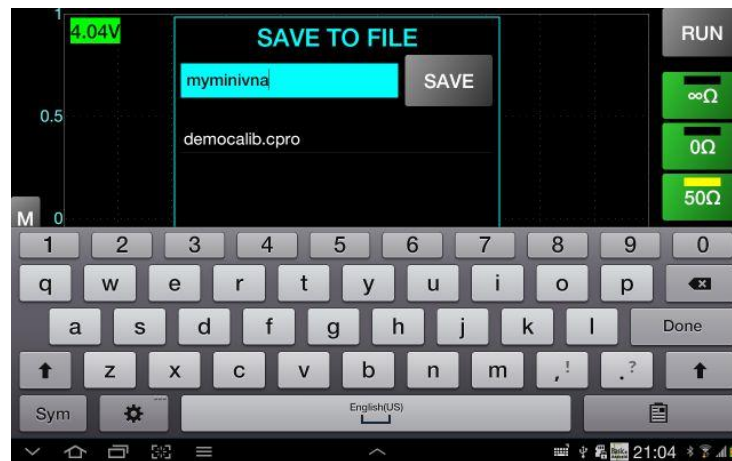 1
4.04V
SAVE TO FILE
RUN
myminivna
SAVE
∞Ω
0.5
democalib.cpro
0Ω
50Ω
M 0
1 2 3 4 5 6 7 8 9 0
q w e r t y u i o p
a s d f g h j k l Done
z x c v b n m ,! .?
Sym English(US)
21:04